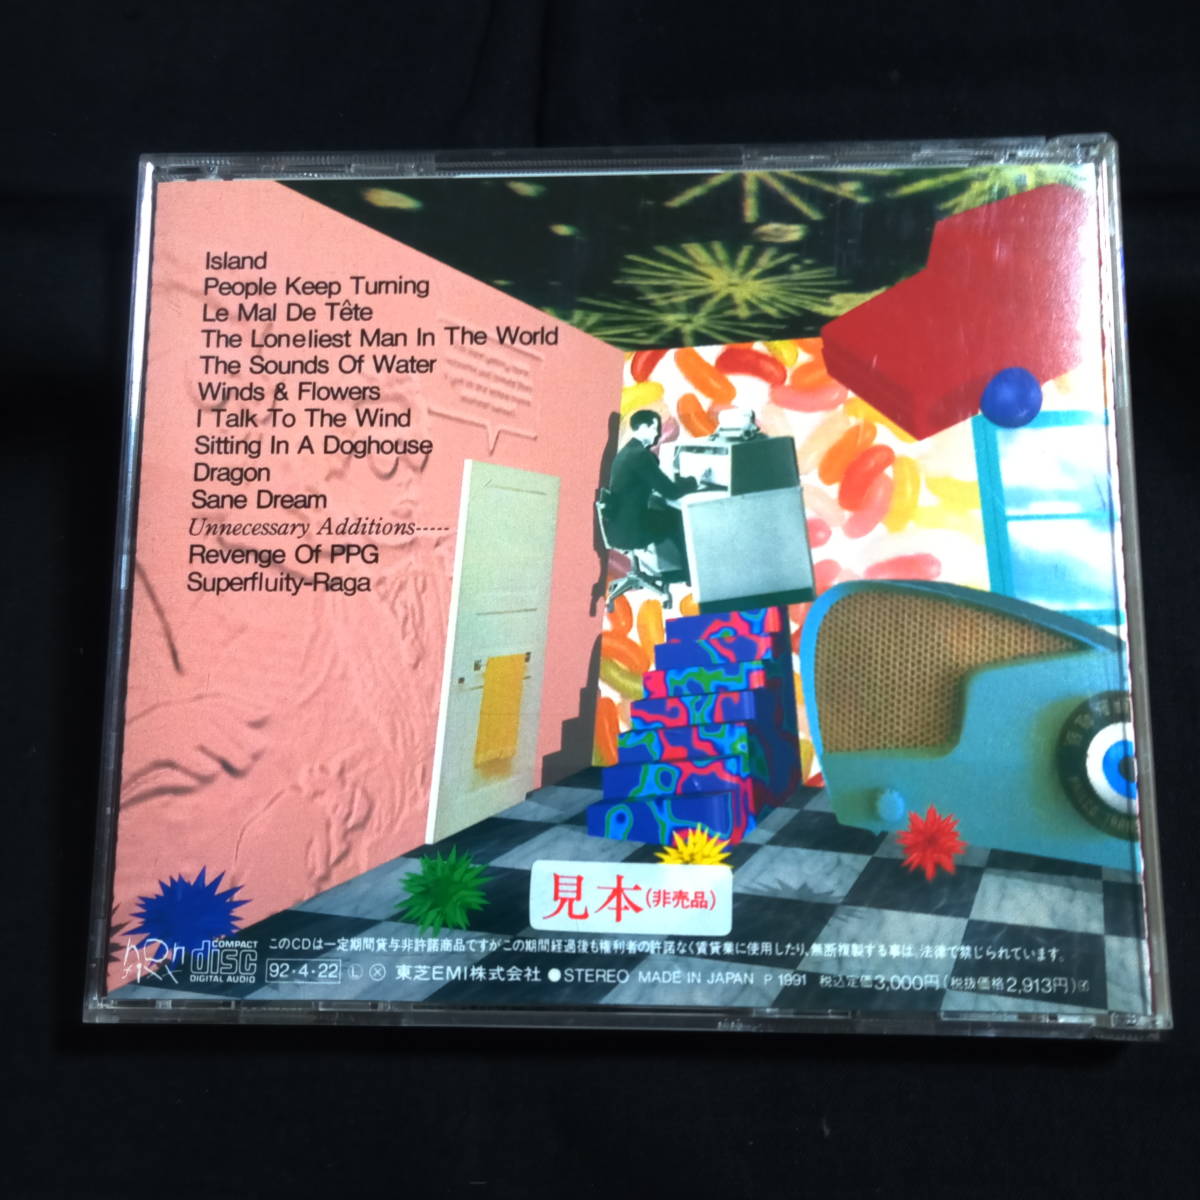 Island
People Keep Turning
Le Mal De Tête
The Loneliest Man In The World
The Sounds Of Water
Winds & Flowers
I Talk To The Wind
Sitting In A Doghouse
Dragon
Sane Dream
Unnecessary Additions-----
Revenge Of PPG
Superfluity-Raga
見本(非売品)
COMPACT
disc
DIGITAL AUDIO
このCDは一定期間貸与非許諾商品ですがこの期間経過後も権利者の許諾なく賃貸業に使用したり、無断複製する事は、法律で禁じられています。
92・4・22 Ⓛ Ⓧ 東芝EMI株式会社 ●STEREO MADE IN JAPAN P 1991 税込定価3,000円(税抜価格2,913円)